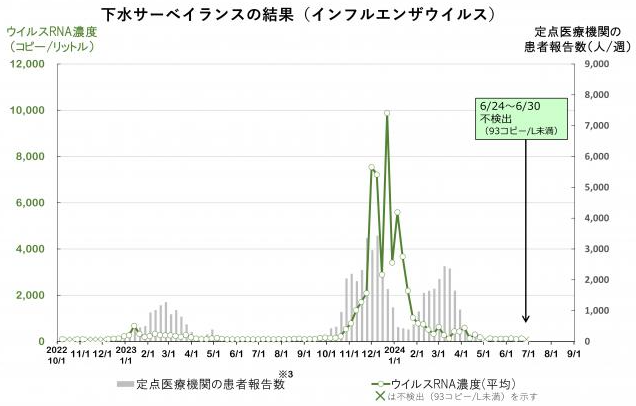 下水サーベイランスの結果（インフルエンザウイルス）
ウイルスRNA濃度
（コピー/リットル）
定点医療機関の
患者報告数(人/週)
12,000
10,000
8,000
6,000
4,000
2,000
0
9,000
8,000
7,000
6,000
5,000
4,000
3,000
2,000
1,000
0
6/24～6/30
不検出
（93コピー/L未満）
2022 2023 2024
10/1 11/1 12/1 1/1 2/1 3/1 4/1 5/1 6/1 7/1 8/1 9/1 10/1 11/1 12/1 1/1 2/1 3/1 4/1 5/1 6/1 7/1 8/1 9/1
※3
定点医療機関の患者報告数
ウイルスRNA濃度(平均)
×は不検出（93コピー/L未満）を示す